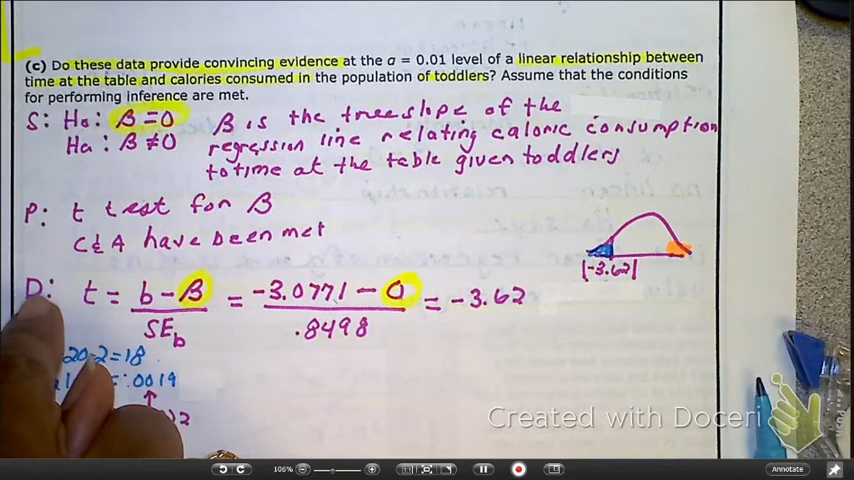 (c) Do these data provide convincing evidence at the a = 0.01 level of a linear relationship between
time at the table and calories consumed in the population of toddlers? Assume that the conditions
for performing inference are met.
S: Ho: β = 0 β is the true slope of the
Ha: β ≠ 0 regression line relating caloric consumption
to time at the table given toddlers
P: t test for β
C & A have been met
|-3.62|
D: t = b - β / SEb = -3.0771 - 0 / .8498 = -3.62
20-2 = 18
= .0019
Created with Doceri
106%
Annotate